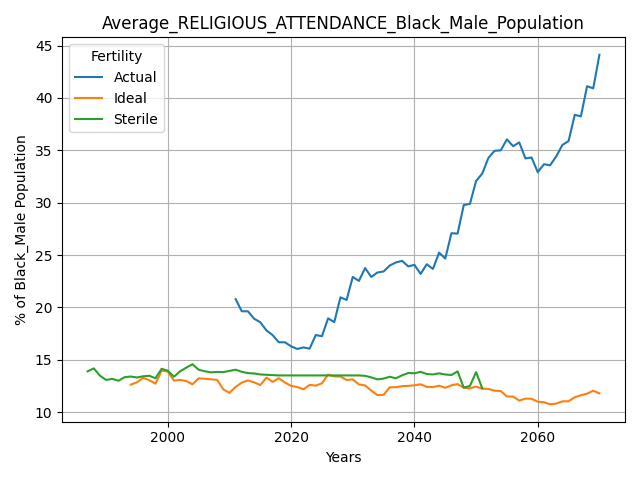 Average_RELIGIOUS_ATTENDANCE_Black_Male_Population
% of Black_Male Population
45
40
35
30
25
20
15
10
Fertility
Actual
Ideal
Sterile
2000
2020
2040
2060
Years